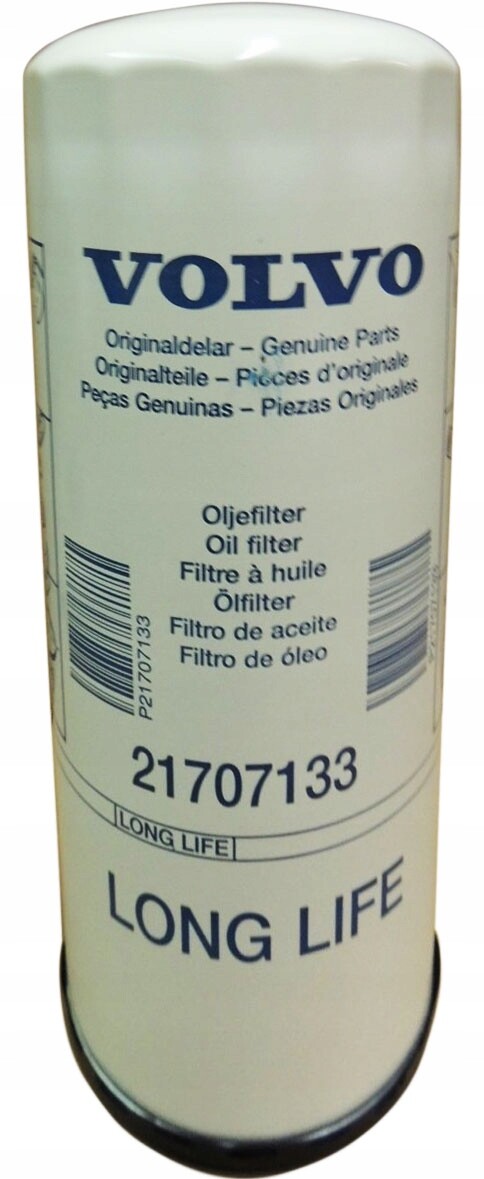 VOLVO
Originaldelar – Genuine Parts
Originalteile – Pièces d'originale
Peças Genuinas – Piezas Originales
Oljefilter
Oil filter
Filtre à huile
Ölfilter
Filtro de aceite
Filtro de óleo
P21707133
21707133
LONG LIFE
LONG LIFE